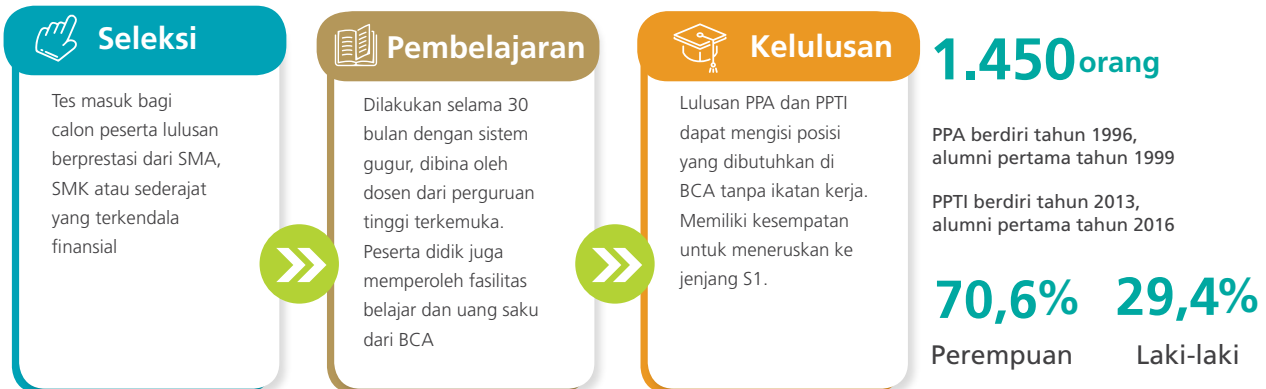 Seleksi
Tes masuk bagi
calon peserta lulusan
berprestasi dari SMA,
SMK atau sederajat
yang terkendala
finansial
Pembelajaran
Dilakukan selama 30
bulan dengan sistem
gugur, dibina oleh
dosen dari perguruan
tinggi terkemuka.
Peserta didik juga
memperoleh fasilitas
belajar dan uang saku
dari BCA
Kelulusan
Lulusan PPA dan PPTI
dapat mengisi posisi
yang dibutuhkan di
BCA tanpa ikatan kerja.
Memiliki kesempatan
untuk meneruskan ke
jenjang S1.
1.450 orang
PPA berdiri tahun 1996,
alumni pertama tahun 1999
PPTI berdiri tahun 2013,
alumni pertama tahun 2016
70,6% 29,4%
Perempuan Laki-laki